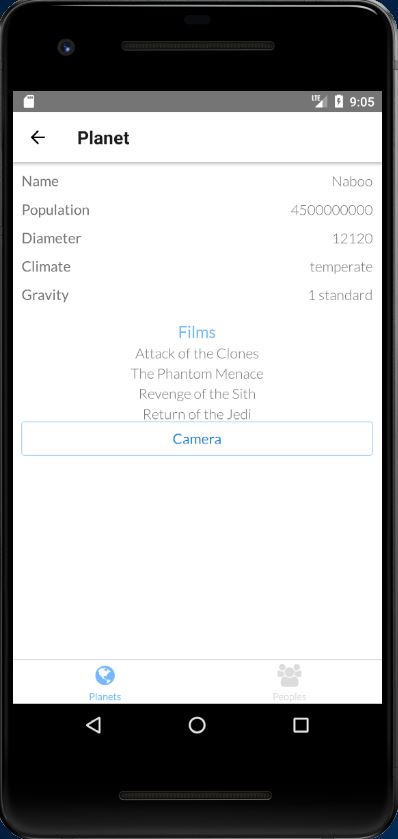 LTE 9:05
Planet
Name Naboo
Population 4500000000
Diameter 12120
Climate temperate
Gravity 1 standard
Films
Attack of the Clones
The Phantom Menace
Revenge of the Sith
Return of the Jedi
Camera
Planets Peoples